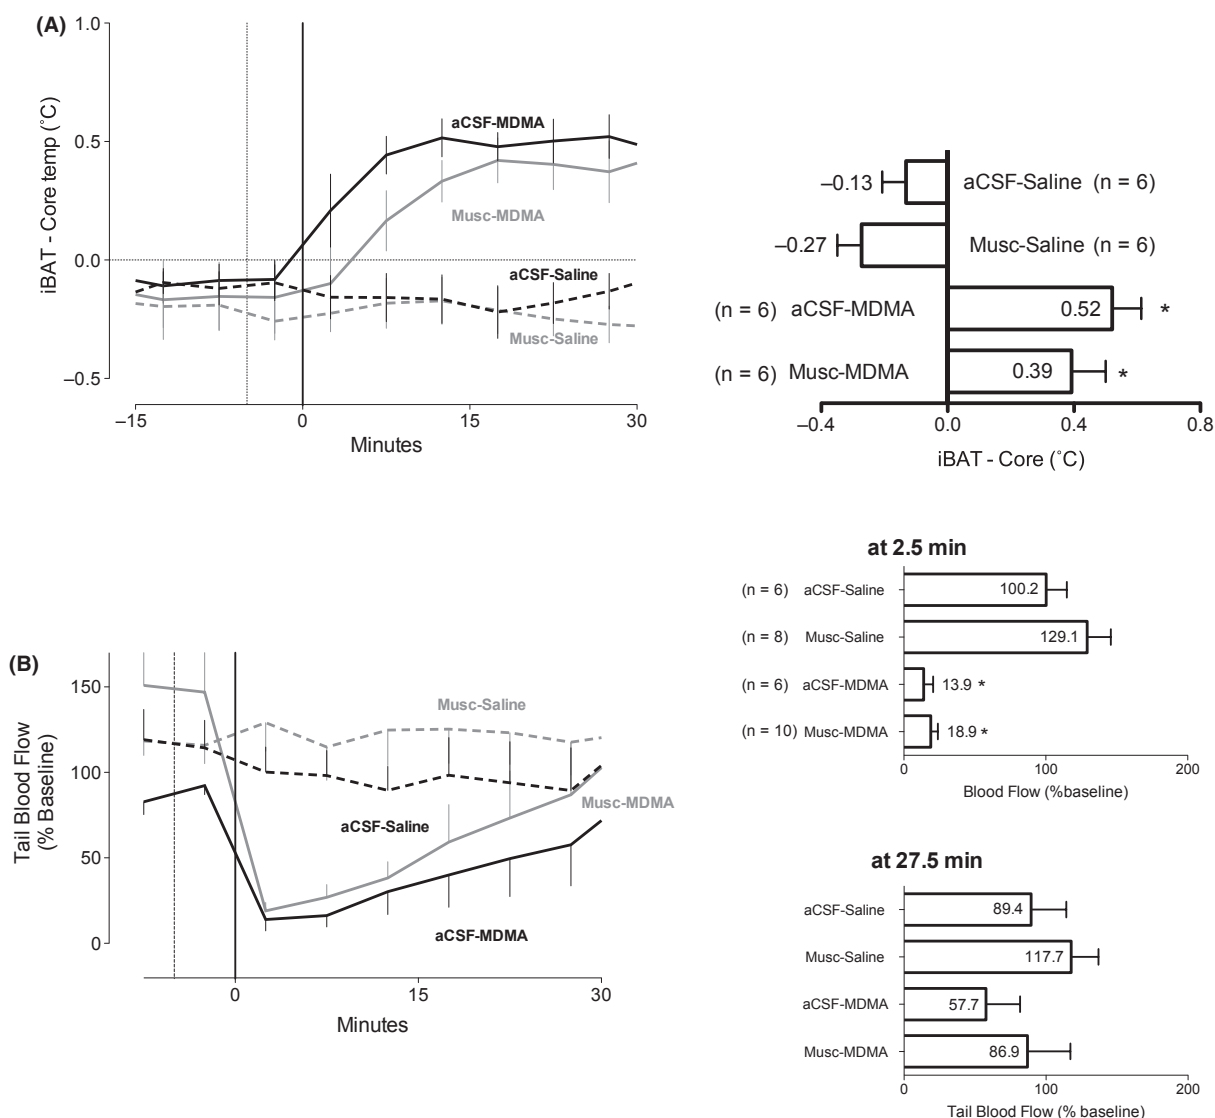 (A)
1.0
0.5
0.0
–0.5
iBAT - Core temp (˚C)
aCSF-MDMA
Musc-MDMA
aCSF-Saline
Musc-Saline
–15
0
15
30
Minutes
–0.13
aCSF-Saline (n = 6)
–0.27
Musc-Saline (n = 6)
(n = 6) aCSF-MDMA
0.52
*
(n = 6) Musc-MDMA
0.39
*
–0.4
0.0
0.4
0.8
iBAT - Core (˚C)
(B)
150
100
50
0
Tail Blood Flow
(% Baseline)
Musc-Saline
Musc-MDMA
aCSF-Saline
aCSF-MDMA
0
15
30
Minutes
at 2.5 min
(n = 6) aCSF-Saline
100.2
(n = 8) Musc-Saline
129.1
(n = 6) aCSF-MDMA
13.9 *
(n = 10) Musc-MDMA
18.9 *
0
100
200
Blood Flow (%baseline)
at 27.5 min
aCSF-Saline
89.4
Musc-Saline
117.7
aCSF-MDMA
57.7
Musc-MDMA
86.9
0
100
200
Tail Blood Flow (% baseline)